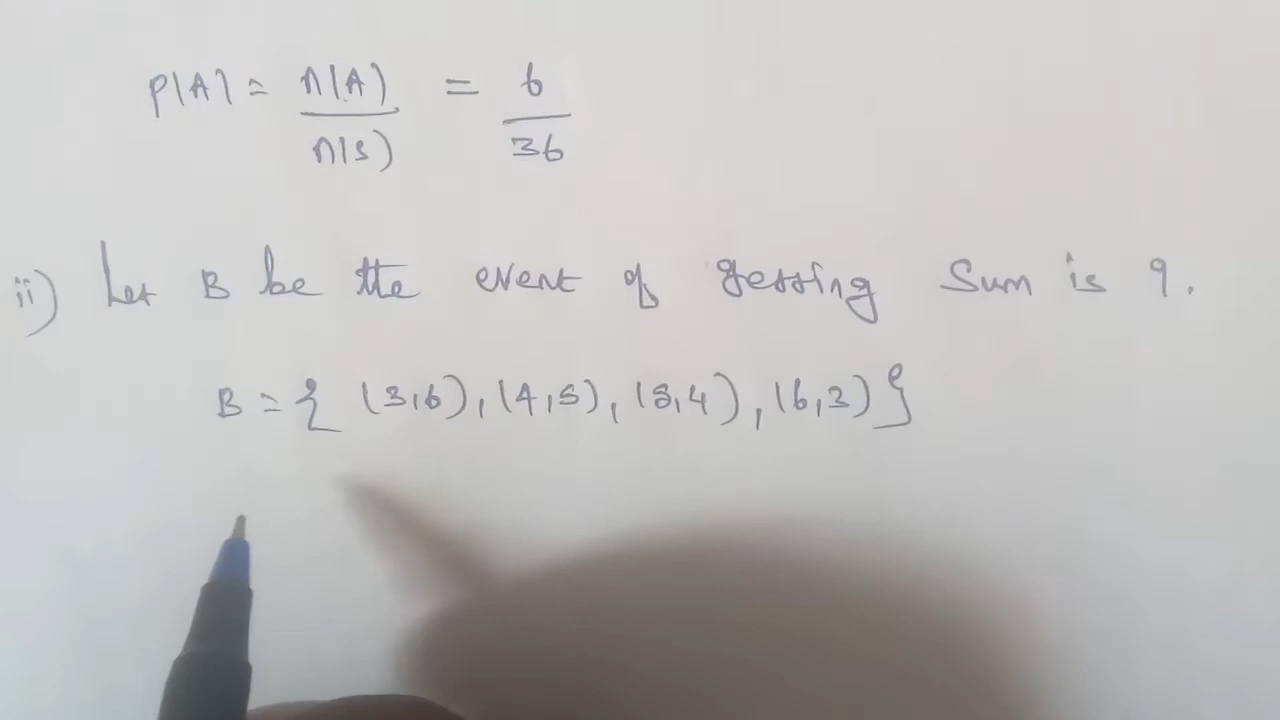 P(A) = n(A) / n(s) = 6 / 36
ii) Let B be the event of getting Sum is 9.
B = { (3,6), (4,5), (5,4), (6,3) }